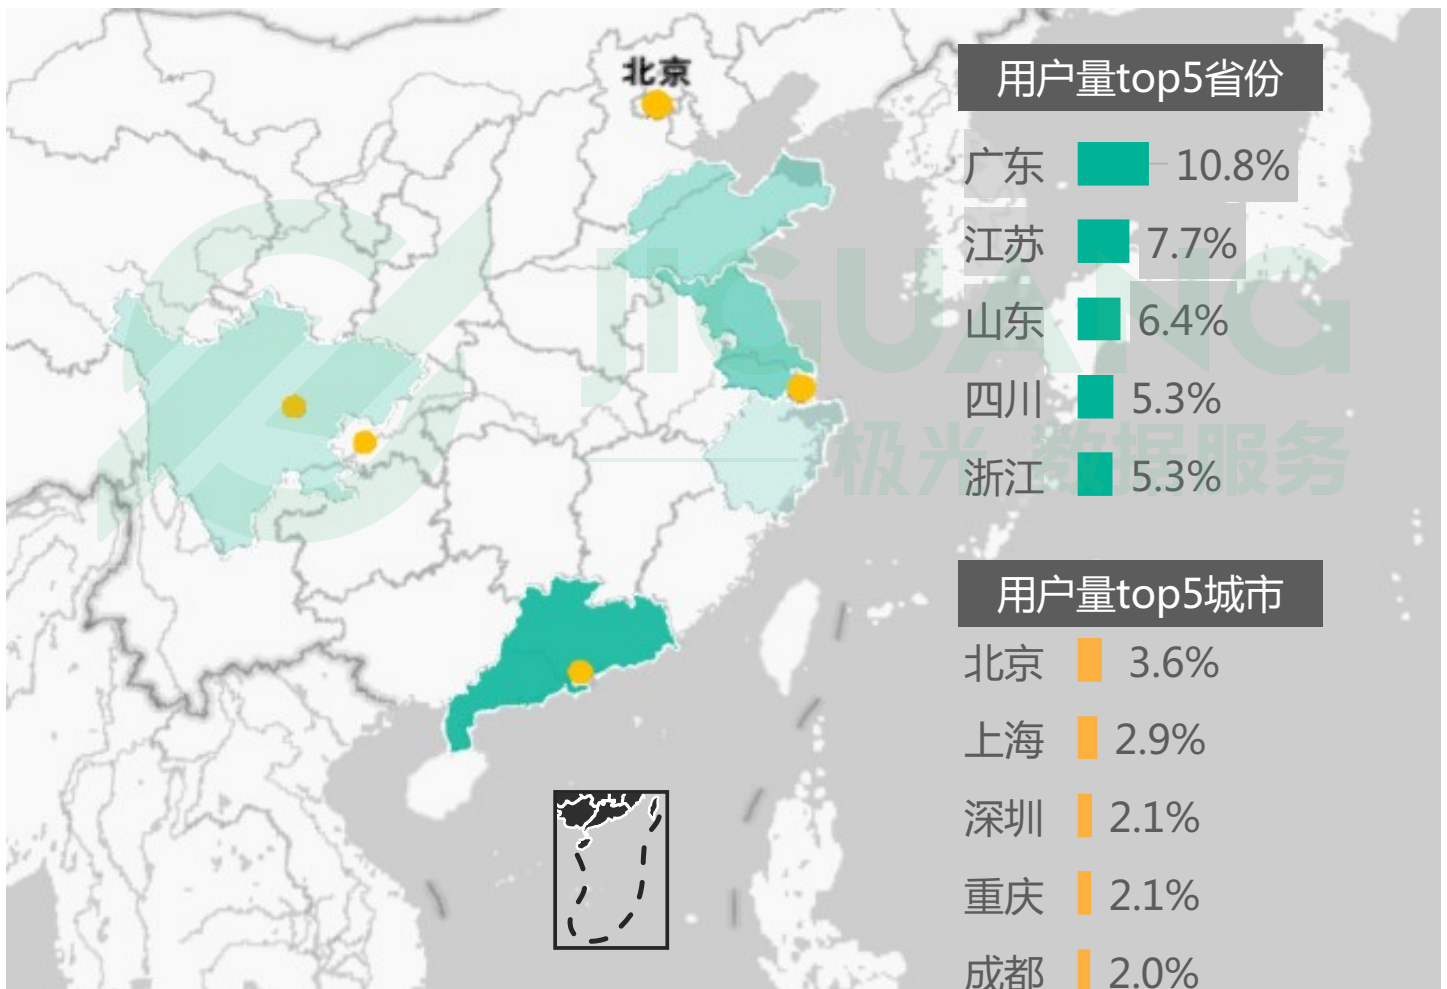 北京
用户量top5省份
广东 10.8%
江苏 7.7%
山东 6.4%
四川 5.3%
浙江 5.3%
JIGUANG
极光 数据服务
用户量top5城市
北京 3.6%
上海 2.9%
深圳 2.1%
重庆 2.1%
成都 2.0%